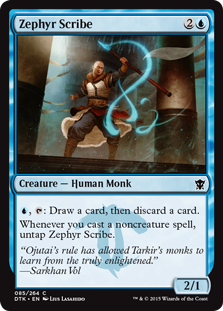 Zephyr Scribe 2
Creature — Human Monk
, : Draw a card, then discard a card.
Whenever you cast a noncreature spell,
untap Zephyr Scribe.
"Ojutai's rule has allowed Tarkir's monks to
learn from the truly enlightened."
—Sarkhan Vol
2/1
085/264 C
DTK • EN Lius Lasahido
™ & © 2015 Wizards of the Coast